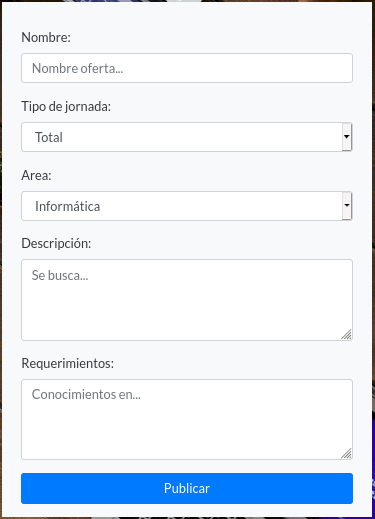 Nombre:
Nombre oferta...
Tipo de jornada:
Total
Area:
Informática
Descripción:
Se busca...
Requerimientos:
Conocimientos en...
Publicar